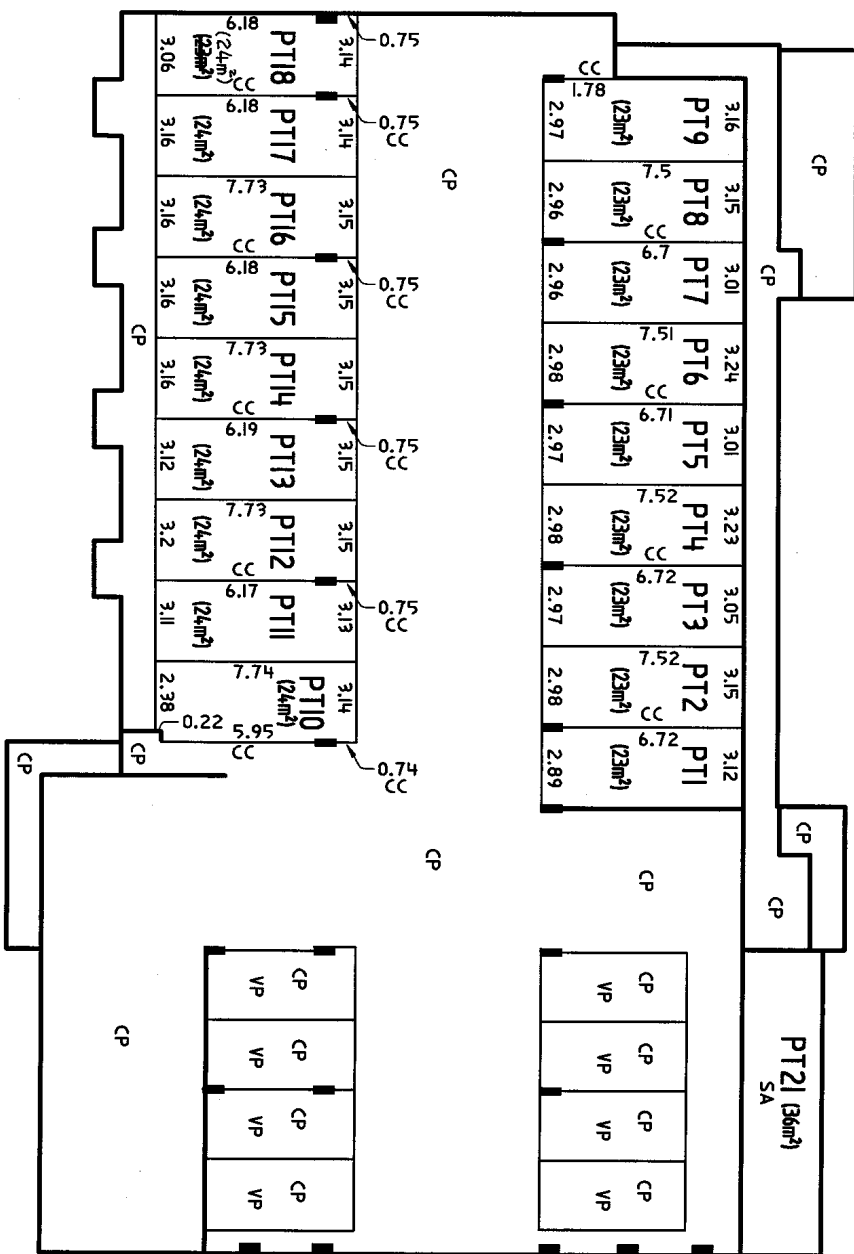 6.18
PT18
(23m²)
(24m²)
CC
3.14
3.06
0.75
6.18
PT17
(24m²)
3.14
3.16
0.75
CC
7.73
PT16
(24m²)
CC
3.15
3.16
6.18
PT15
(24m²)
3.15
3.16
0.75
CC
7.73
PT14
(24m²)
CC
3.15
3.16
6.19
PT13
(24m²)
3.15
3.12
0.75
CC
7.73
PT12
(24m²)
CC
3.15
3.2
6.17
PT11
(24m²)
3.13
3.11
0.75
CC
7.74
PT10
(24m²)
3.14
2.38
0.22
5.95
CC
0.74
CC
CC
1.78
PT9
(23m²)
3.16
2.97
7.5
PT8
(23m²)
CC
3.15
2.96
6.7
PT7
(23m²)
3.01
2.96
7.51
PT6
(23m²)
CC
3.24
2.98
6.71
PT5
(23m²)
3.01
2.97
7.52
PT4
(23m²)
CC
3.23
2.98
6.72
PT3
(23m²)
3.05
2.97
7.52
PT2
(23m²)
CC
3.15
2.98
6.72
PT1
(23m²)
3.12
2.89
CP
CP
CP
CP
CP
CP
CP
CP
CP
CP
CP
CP
VP CP
VP CP
VP CP
VP CP
VP CP
VP CP
VP CP
VP CP
PT21 (36m²)
SA